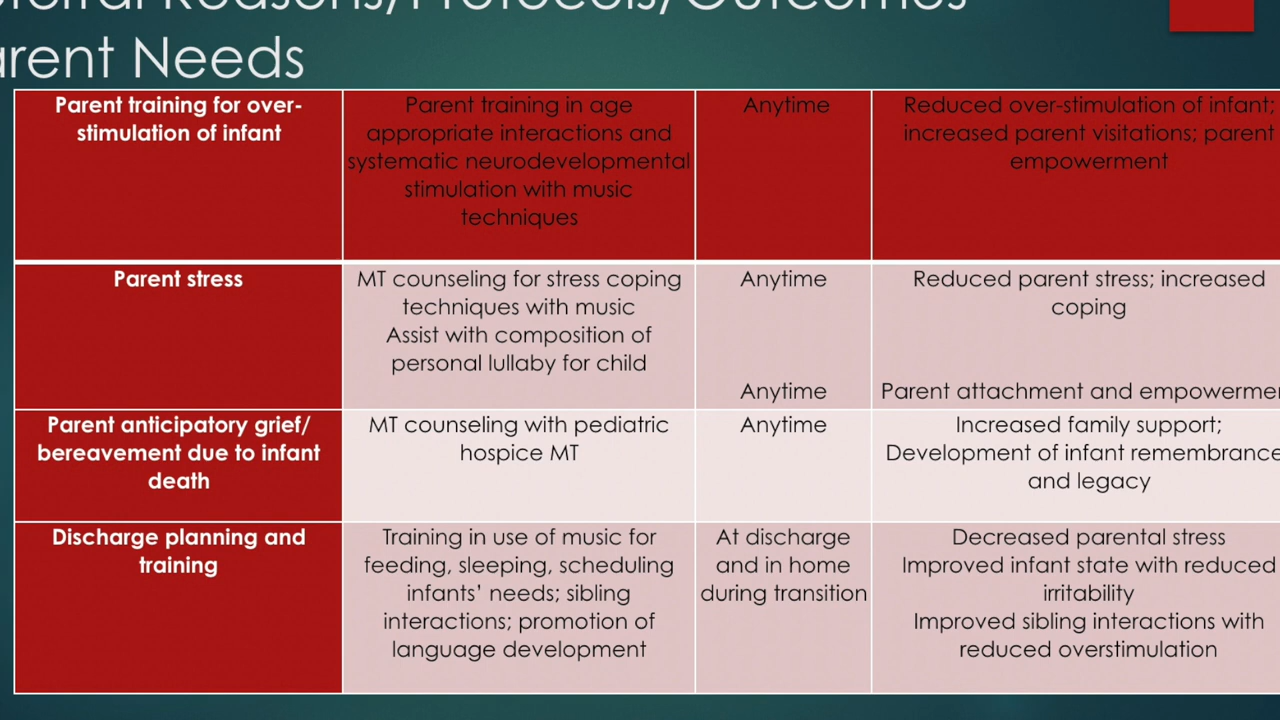 Reasons/Protocols/Outcomes
Needs
Parent training for over-
stimulation of infant
Parent training in age
appropriate interactions and
systematic neurodevelopmental
stimulation with music
techniques
Anytime
Reduced over-stimulation of infant;
increased parent visitations; parent
empowerment
Parent stress
MT counseling for stress coping
techniques with music
Assist with composition of
personal lullaby for child
Anytime
Anytime
Reduced parent stress; increased
coping
Parent attachment and
Parent anticipatory grief/
bereavement due to infant
death
MT counseling with pediatric
hospice MT
Anytime
Increased family support;
Development of infant remembrance
and legacy
Discharge planning and
training
Training in use of music for
feeding, sleeping, scheduling
infants’ needs; sibling
interactions; promotion of
language development
At discharge
and in home
during transition
Decreased parental stress
Improved infant state with reduced
irritability
Improved sibling interactions with
reduced overstimulation